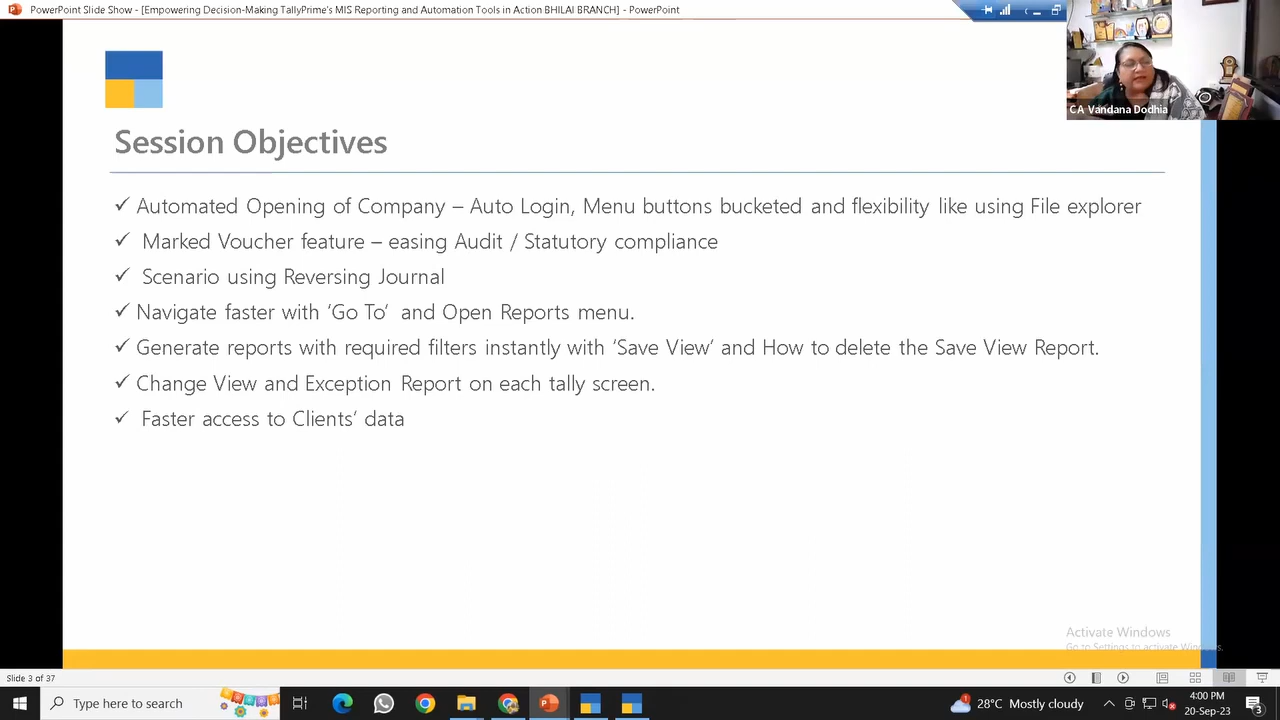 PowerPoint Slide Show - [Empowering Decision-Making TallyPrime's MIS Reporting and Automation Tools in Action BHILAI BRANCH] - PowerPoint
CA Vandana Dodhia
Session Objectives
✓ Automated Opening of Company – Auto Login, Menu buttons bucketed and flexibility like using File explorer
✓ Marked Voucher feature – easing Audit / Statutory compliance
✓ Scenario using Reversing Journal
✓ Navigate faster with ‘Go To’ and Open Reports menu.
✓ Generate reports with required filters instantly with ‘Save View’ and How to delete the Save View Report.
✓ Change View and Exception Report on each tally screen.
✓ Faster access to Clients’ data
Activate Windows
Go to Settings to activate Windows.
Slide 3 of 37
Type here to search
28°C Mostly cloudy
4:00 PM
20-Sep-23
3